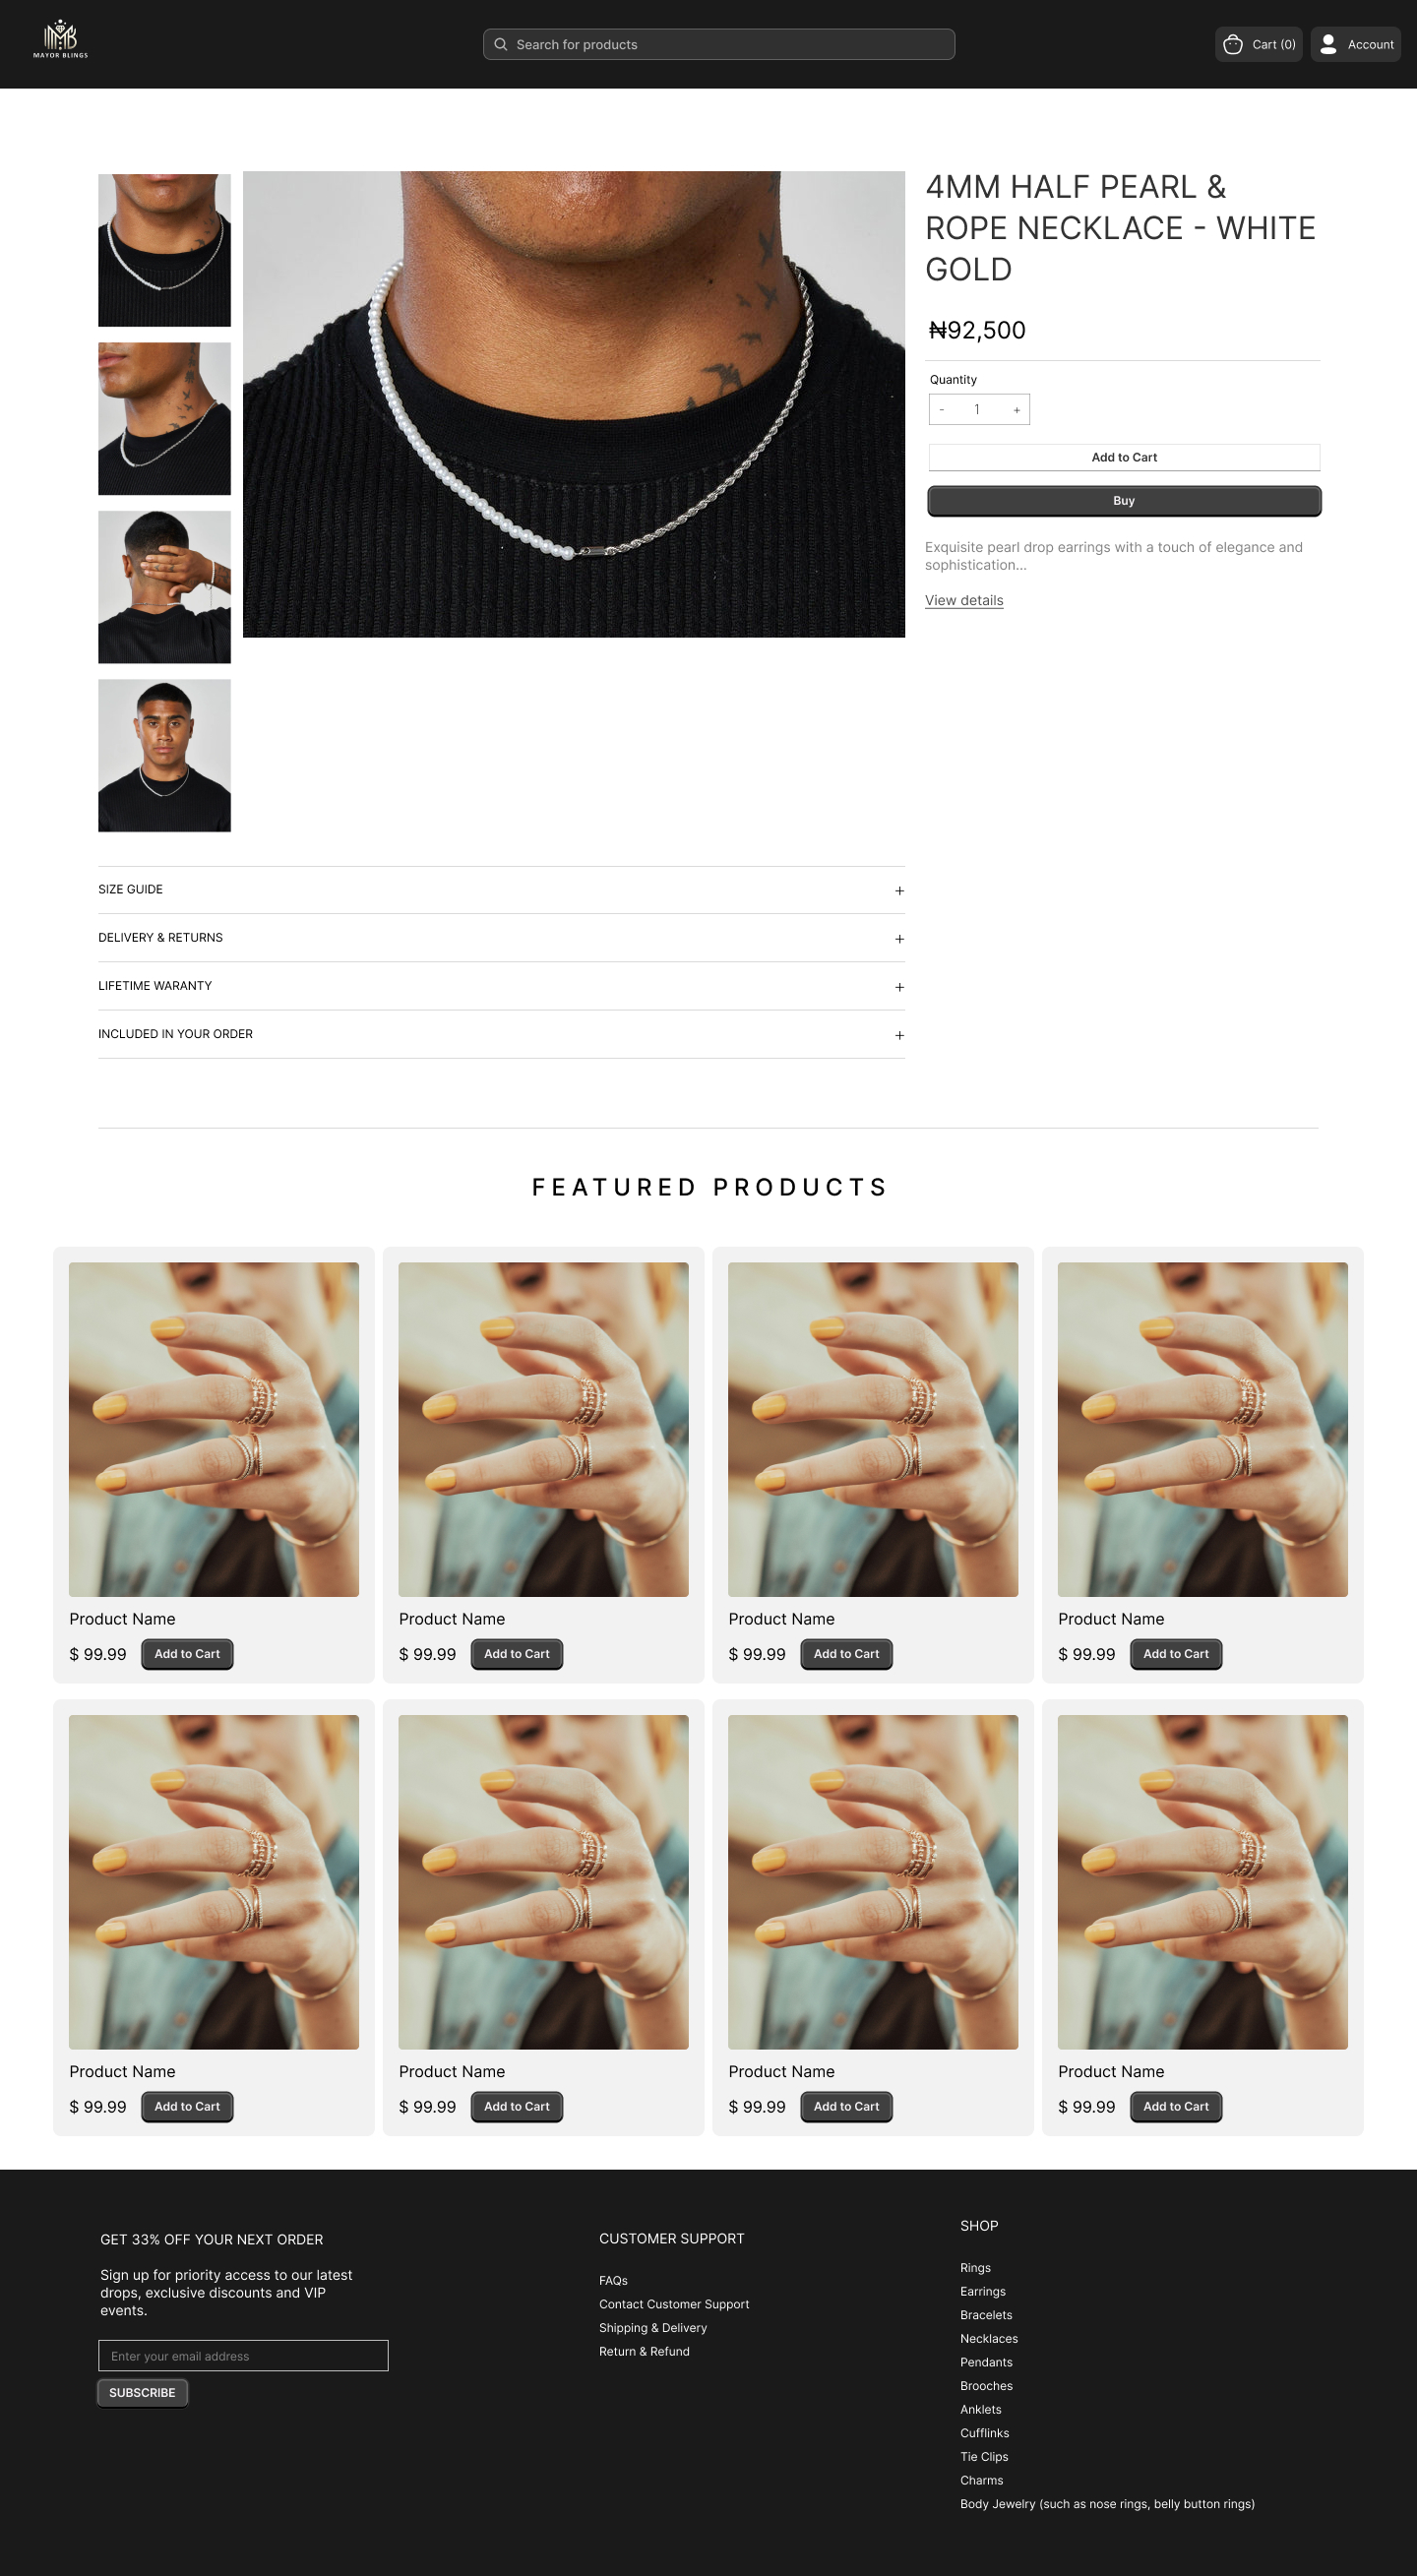 MAYOR BLINGS
Search for products
Cart (0)
Account
4MM HALF PEARL &
ROPE NECKLACE - WHITE
GOLD
₦92,500
Quantity
- 1 +
Add to Cart
Buy
Exquisite pearl drop earrings with a touch of elegance and
sophistication...
View details
SIZE GUIDE +
DELIVERY & RETURNS +
LIFETIME WARANTY +
INCLUDED IN YOUR ORDER +
FEATURED PRODUCTS
Product Name
$ 99.99 Add to Cart
Product Name
$ 99.99 Add to Cart
Product Name
$ 99.99 Add to Cart
Product Name
$ 99.99 Add to Cart
Product Name
$ 99.99 Add to Cart
Product Name
$ 99.99 Add to Cart
Product Name
$ 99.99 Add to Cart
Product Name
$ 99.99 Add to Cart
GET 33% OFF YOUR NEXT ORDER
Sign up for priority access to our latest
drops, exclusive discounts and VIP
events.
Enter your email address
SUBSCRIBE
CUSTOMER SUPPORT
FAQs
Contact Customer Support
Shipping & Delivery
Return & Refund
SHOP
Rings
Earrings
Bracelets
Necklaces
Pendants
Brooches
Anklets
Cufflinks
Tie Clips
Charms
Body Jewelry (such as nose rings, belly button rings)